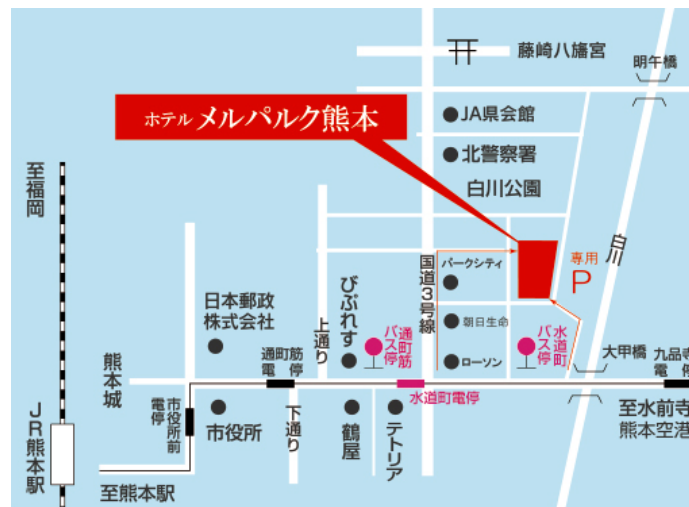 藤崎八旛宮
明午橋
ホテル メルパルク熊本
JA県会館
北警察署
白川公園
至福岡
白川
専用
P
国道3号線
パークシティ
日本郵政
株式会社
上通り
びぷれす
通町筋
バス停
朝日生命
水道町
バス停
熊本城
通町筋
電停
ローソン
大甲橋
九品寺
電停
水道町電停
市役所前
電停
市役所
下通り
鶴屋
テトリア
至水前寺
熊本空港
JR熊本駅
至熊本駅